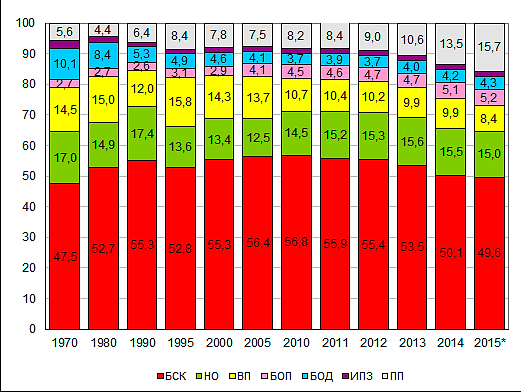 100
90
80
70
60
50
40
30
20
10
0
5,6 4,4 6,4 8,4 7,8 7,5 8,2 8,4 9,0 10,6 13,5 15,7
10,1 8,4 5,3 4,9 4,6 4,1 3,7 3,9 3,7 4,0 4,2 4,3
2,7 2,7 2,6 3,1 2,9 4,1 4,5 4,6 4,7 4,7 5,1 5,2
14,5 15,0 12,0 15,8 14,3 13,7 10,7 10,4 10,2 9,9 9,9 8,4
17,0 14,9 17,4 13,6 13,4 12,5 14,5 15,2 15,3 15,6 15,5 15,0
47,5 52,7 55,3 52,8 55,3 56,4 56,8 55,9 55,4 53,5 50,1 49,6
1970 1980 1990 1995 2000 2005 2010 2011 2012 2013 2014 2015*
БСК НО ВП БОП БОД ИПЗ ПП